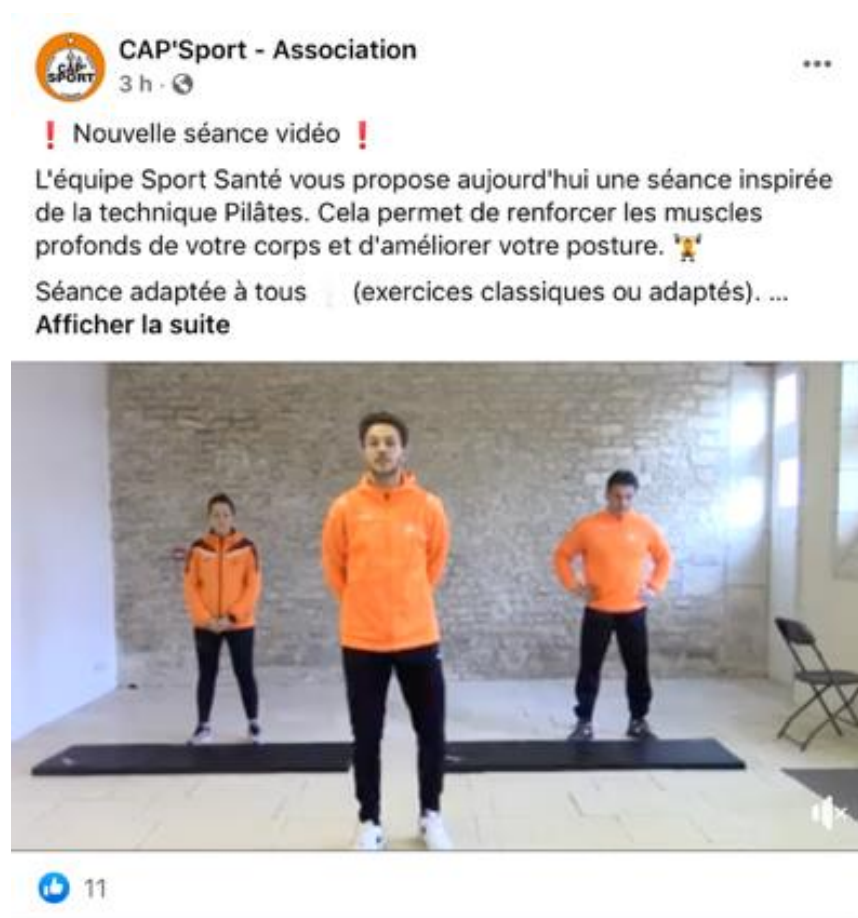 CAP SPORT
CAP'Sport - Association
3 h ·
❗ Nouvelle séance vidéo ❗
L'équipe Sport Santé vous propose aujourd'hui une séance inspirée
de la technique Pilâtes. Cela permet de renforcer les muscles
profonds de votre corps et d'améliorer votre posture. 🏋️
Séance adaptée à tous (exercices classiques ou adaptés). ...
Afficher la suite
11